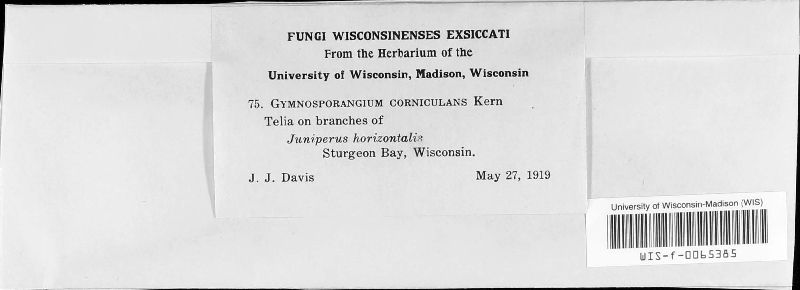 FUNGI WISCONSINENSES EXSICCATI
From the Herbarium of the
University of Wisconsin, Madison, Wisconsin
75. GYMNOSPORANGIUM CORNICULANS Kern
Telia on branches of
Juniperus horizontalis
Sturgeon Bay, Wisconsin.
J. J. Davis May 27, 1919
University of Wisconsin-Madison (WIS)
WIS-f-0065385